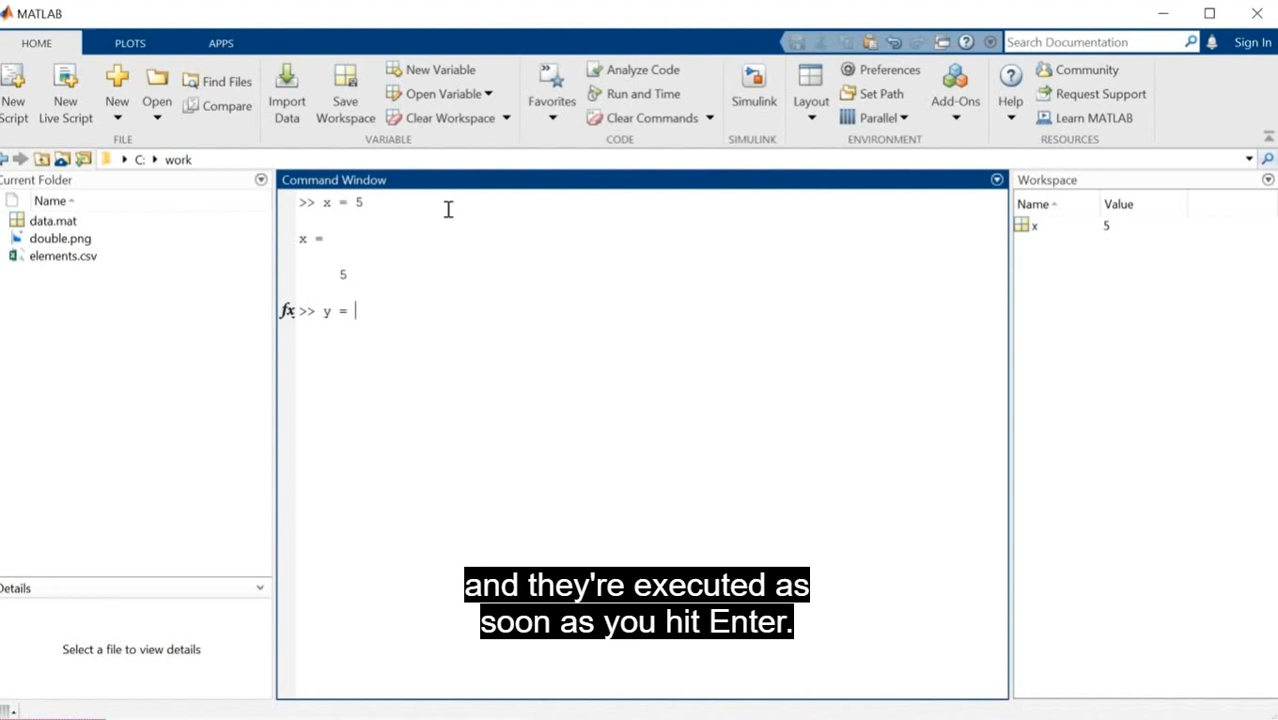 MATLAB
HOME PLOTS APPS
Search Documentation
Sign In
New Script
New Live Script
New
Open
Find Files
Compare
FILE
Import Data
Save Workspace
New Variable
Open Variable
Clear Workspace
VARIABLE
Favorites
Analyze Code
Run and Time
Clear Commands
CODE
Simulink
SIMULINK
Layout
Preferences
Set Path
Parallel
ENVIRONMENT
Add-Ons
Help
Community
Request Support
Learn MATLAB
RESOURCES
C: work
Current Folder
Name
data.mat
double.png
elements.csv
Details
Select a file to view details
Command Window
>> x = 5
x =
5
fx >> y =
Workspace
Name Value
x 5
and they're executed as
soon as you hit Enter.